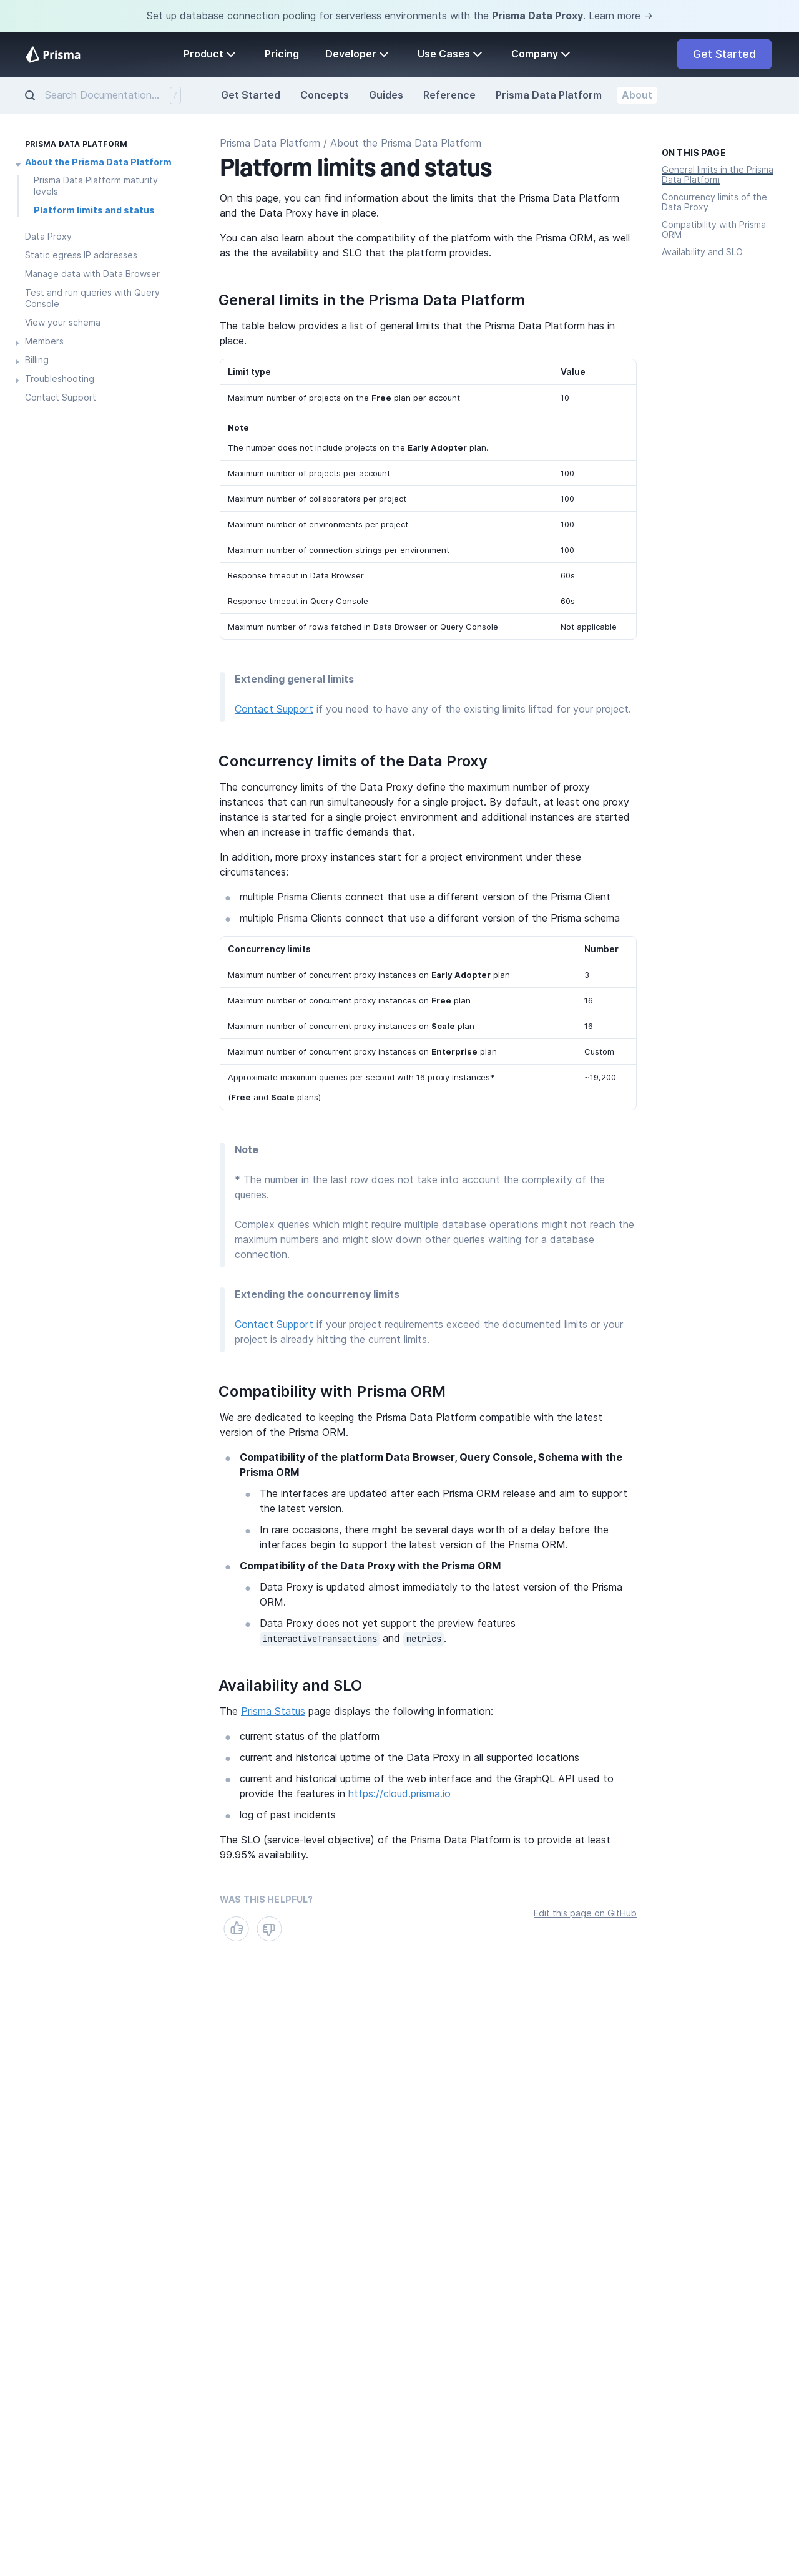 Set up database connection pooling for serverless environments with the Prisma Data Proxy. Learn more →
Prisma
Product
Pricing
Developer
Use Cases
Company
Get Started
Search Documentation...
/
Get Started
Concepts
Guides
Reference
Prisma Data Platform
About
PRISMA DATA PLATFORM
About the Prisma Data Platform
Prisma Data Platform maturity
levels
Platform limits and status
Data Proxy
Static egress IP addresses
Manage data with Data Browser
Test and run queries with Query
Console
View your schema
Members
Billing
Troubleshooting
Contact Support
Prisma Data Platform / About the Prisma Data Platform
Platform limits and status
On this page, you can find information about the limits that the Prisma Data Platform
and the Data Proxy have in place.
You can also learn about the compatibility of the platform with the Prisma ORM, as well
as the the availability and SLO that the platform provides.
General limits in the Prisma Data Platform
The table below provides a list of general limits that the Prisma Data Platform has in
place.
Limit type Value
Maximum number of projects on the Free plan per account 10
Note
The number does not include projects on the Early Adopter plan.
Maximum number of projects per account 100
Maximum number of collaborators per project 100
Maximum number of environments per project 100
Maximum number of connection strings per environment 100
Response timeout in Data Browser 60s
Response timeout in Query Console 60s
Maximum number of rows fetched in Data Browser or Query Console Not applicable
Extending general limits
Contact Support if you need to have any of the existing limits lifted for your project.
Concurrency limits of the Data Proxy
The concurrency limits of the Data Proxy define the maximum number of proxy
instances that can run simultaneously for a single project. By default, at least one proxy
instance is started for a single project environment and additional instances are started
when an increase in traffic demands that.
In addition, more proxy instances start for a project environment under these
circumstances:
multiple Prisma Clients connect that use a different version of the Prisma Client
multiple Prisma Clients connect that use a different version of the Prisma schema
Concurrency limits Number
Maximum number of concurrent proxy instances on Early Adopter plan 3
Maximum number of concurrent proxy instances on Free plan 16
Maximum number of concurrent proxy instances on Scale plan 16
Maximum number of concurrent proxy instances on Enterprise plan Custom
Approximate maximum queries per second with 16 proxy instances* ~19,200
(Free and Scale plans)
Note
* The number in the last row does not take into account the complexity of the
queries.
Complex queries which might require multiple database operations might not reach the
maximum numbers and might slow down other queries waiting for a database
connection.
Extending the concurrency limits
Contact Support if your project requirements exceed the documented limits or your
project is already hitting the current limits.
Compatibility with Prisma ORM
We are dedicated to keeping the Prisma Data Platform compatible with the latest
version of the Prisma ORM.
Compatibility of the platform Data Browser, Query Console, Schema with the
Prisma ORM
The interfaces are updated after each Prisma ORM release and aim to support
the latest version.
In rare occasions, there might be several days worth of a delay before the
interfaces begin to support the latest version of the Prisma ORM.
Compatibility of the Data Proxy with the Prisma ORM
Data Proxy is updated almost immediately to the latest version of the Prisma
ORM.
Data Proxy does not yet support the preview features
interactiveTransactions and metrics.
Availability and SLO
The Prisma Status page displays the following information:
current status of the platform
current and historical uptime of the Data Proxy in all supported locations
current and historical uptime of the web interface and the GraphQL API used to
provide the features in https://cloud.prisma.io
log of past incidents
The SLO (service-level objective) of the Prisma Data Platform is to provide at least
99.95% availability.
WAS THIS HELPFUL?
Edit this page on GitHub
ON THIS PAGE
General limits in the Prisma
Data Platform
Concurrency limits of the
Data Proxy
Compatibility with Prisma
ORM
Availability and SLO